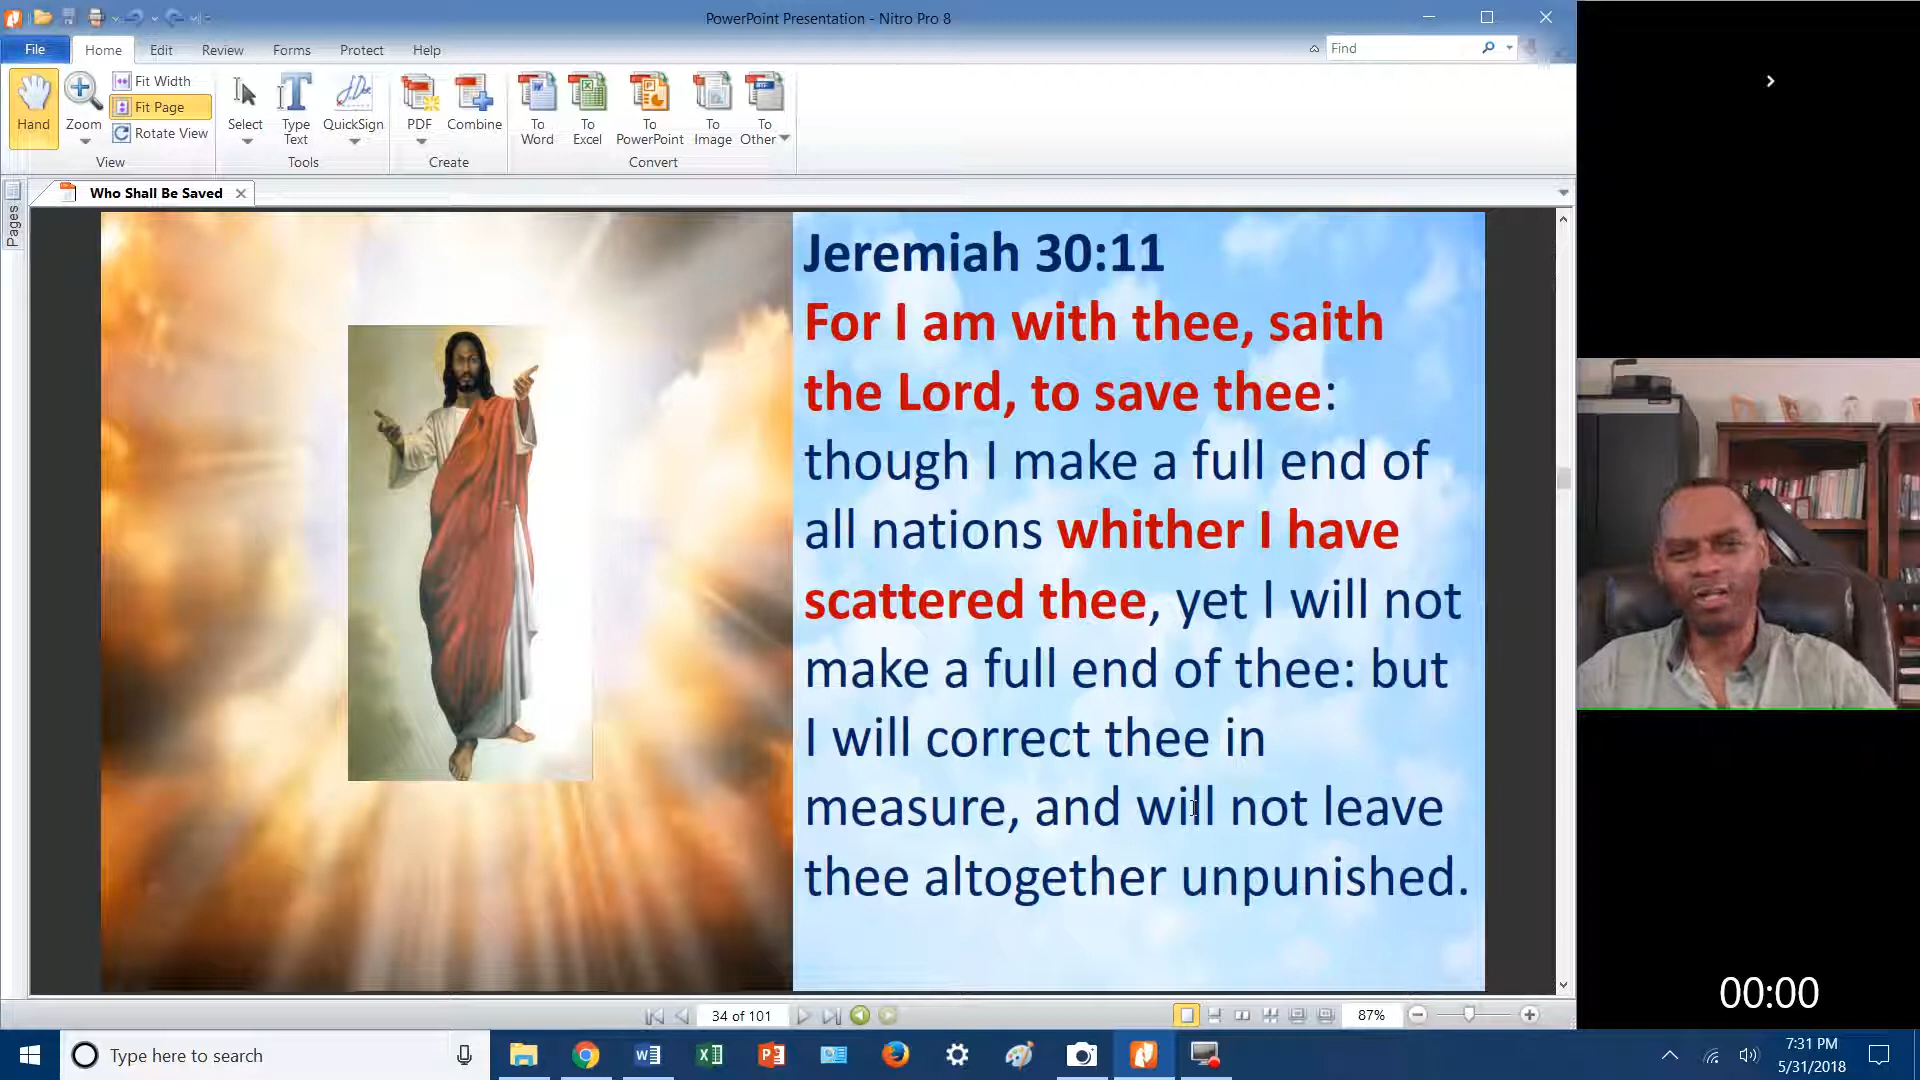 PowerPoint Presentation - Nitro Pro 8
File
Home
Edit
Review
Forms
Protect
Help
Find
Hand
Zoom
Fit Width
Fit Page
Rotate View
View
Select
Type
Text
QuickSign
Tools
PDF
Combine
Create
To
Word
To
Excel
To
PowerPoint
To
Image
To
Other
Convert
Pages
Who Shall Be Saved
Jeremiah 30:11
For I am with thee, saith
the Lord, to save thee:
though I make a full end of
all nations whither I have
scattered thee, yet I will not
make a full end of thee: but
I will correct thee in
measure, and will not leave
thee altogether unpunished.
00:00
34 of 101
87%
Type here to search
7:31 PM
5/31/2018